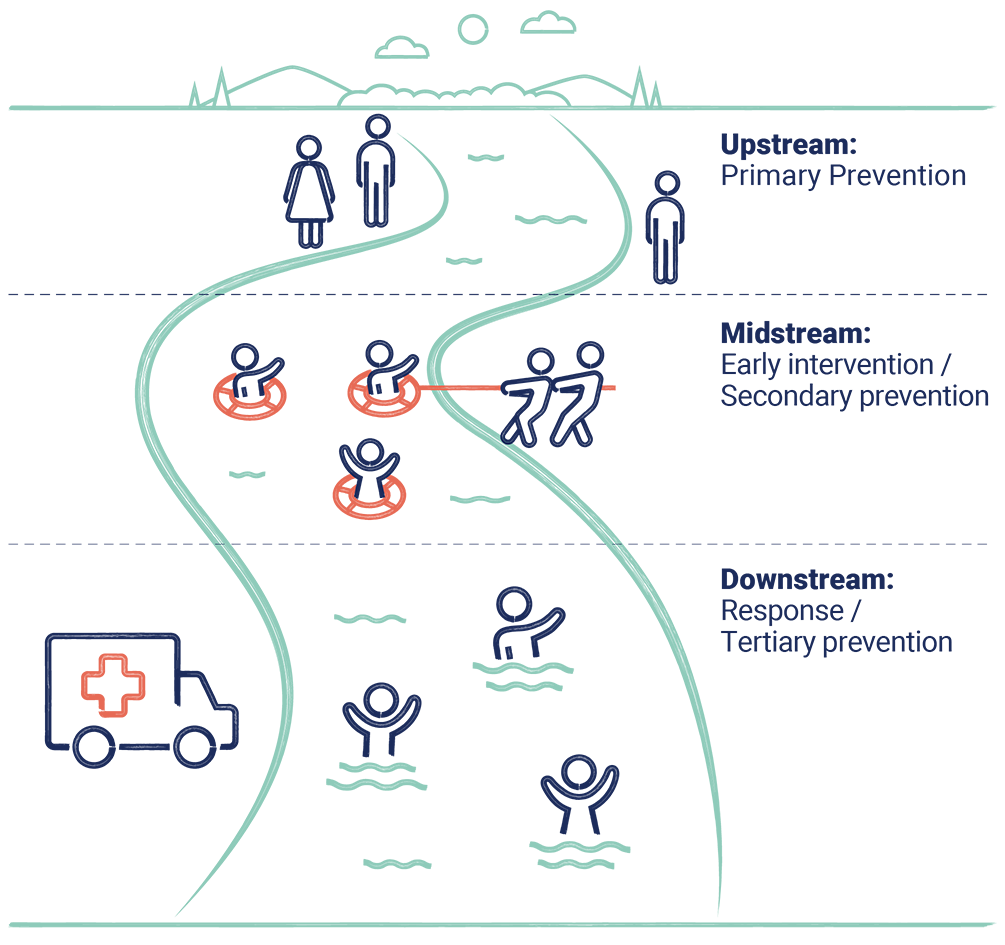 Upstream:
Primary Prevention
Midstream:
Early intervention /
Secondary prevention
Downstream:
Response /
Tertiary prevention